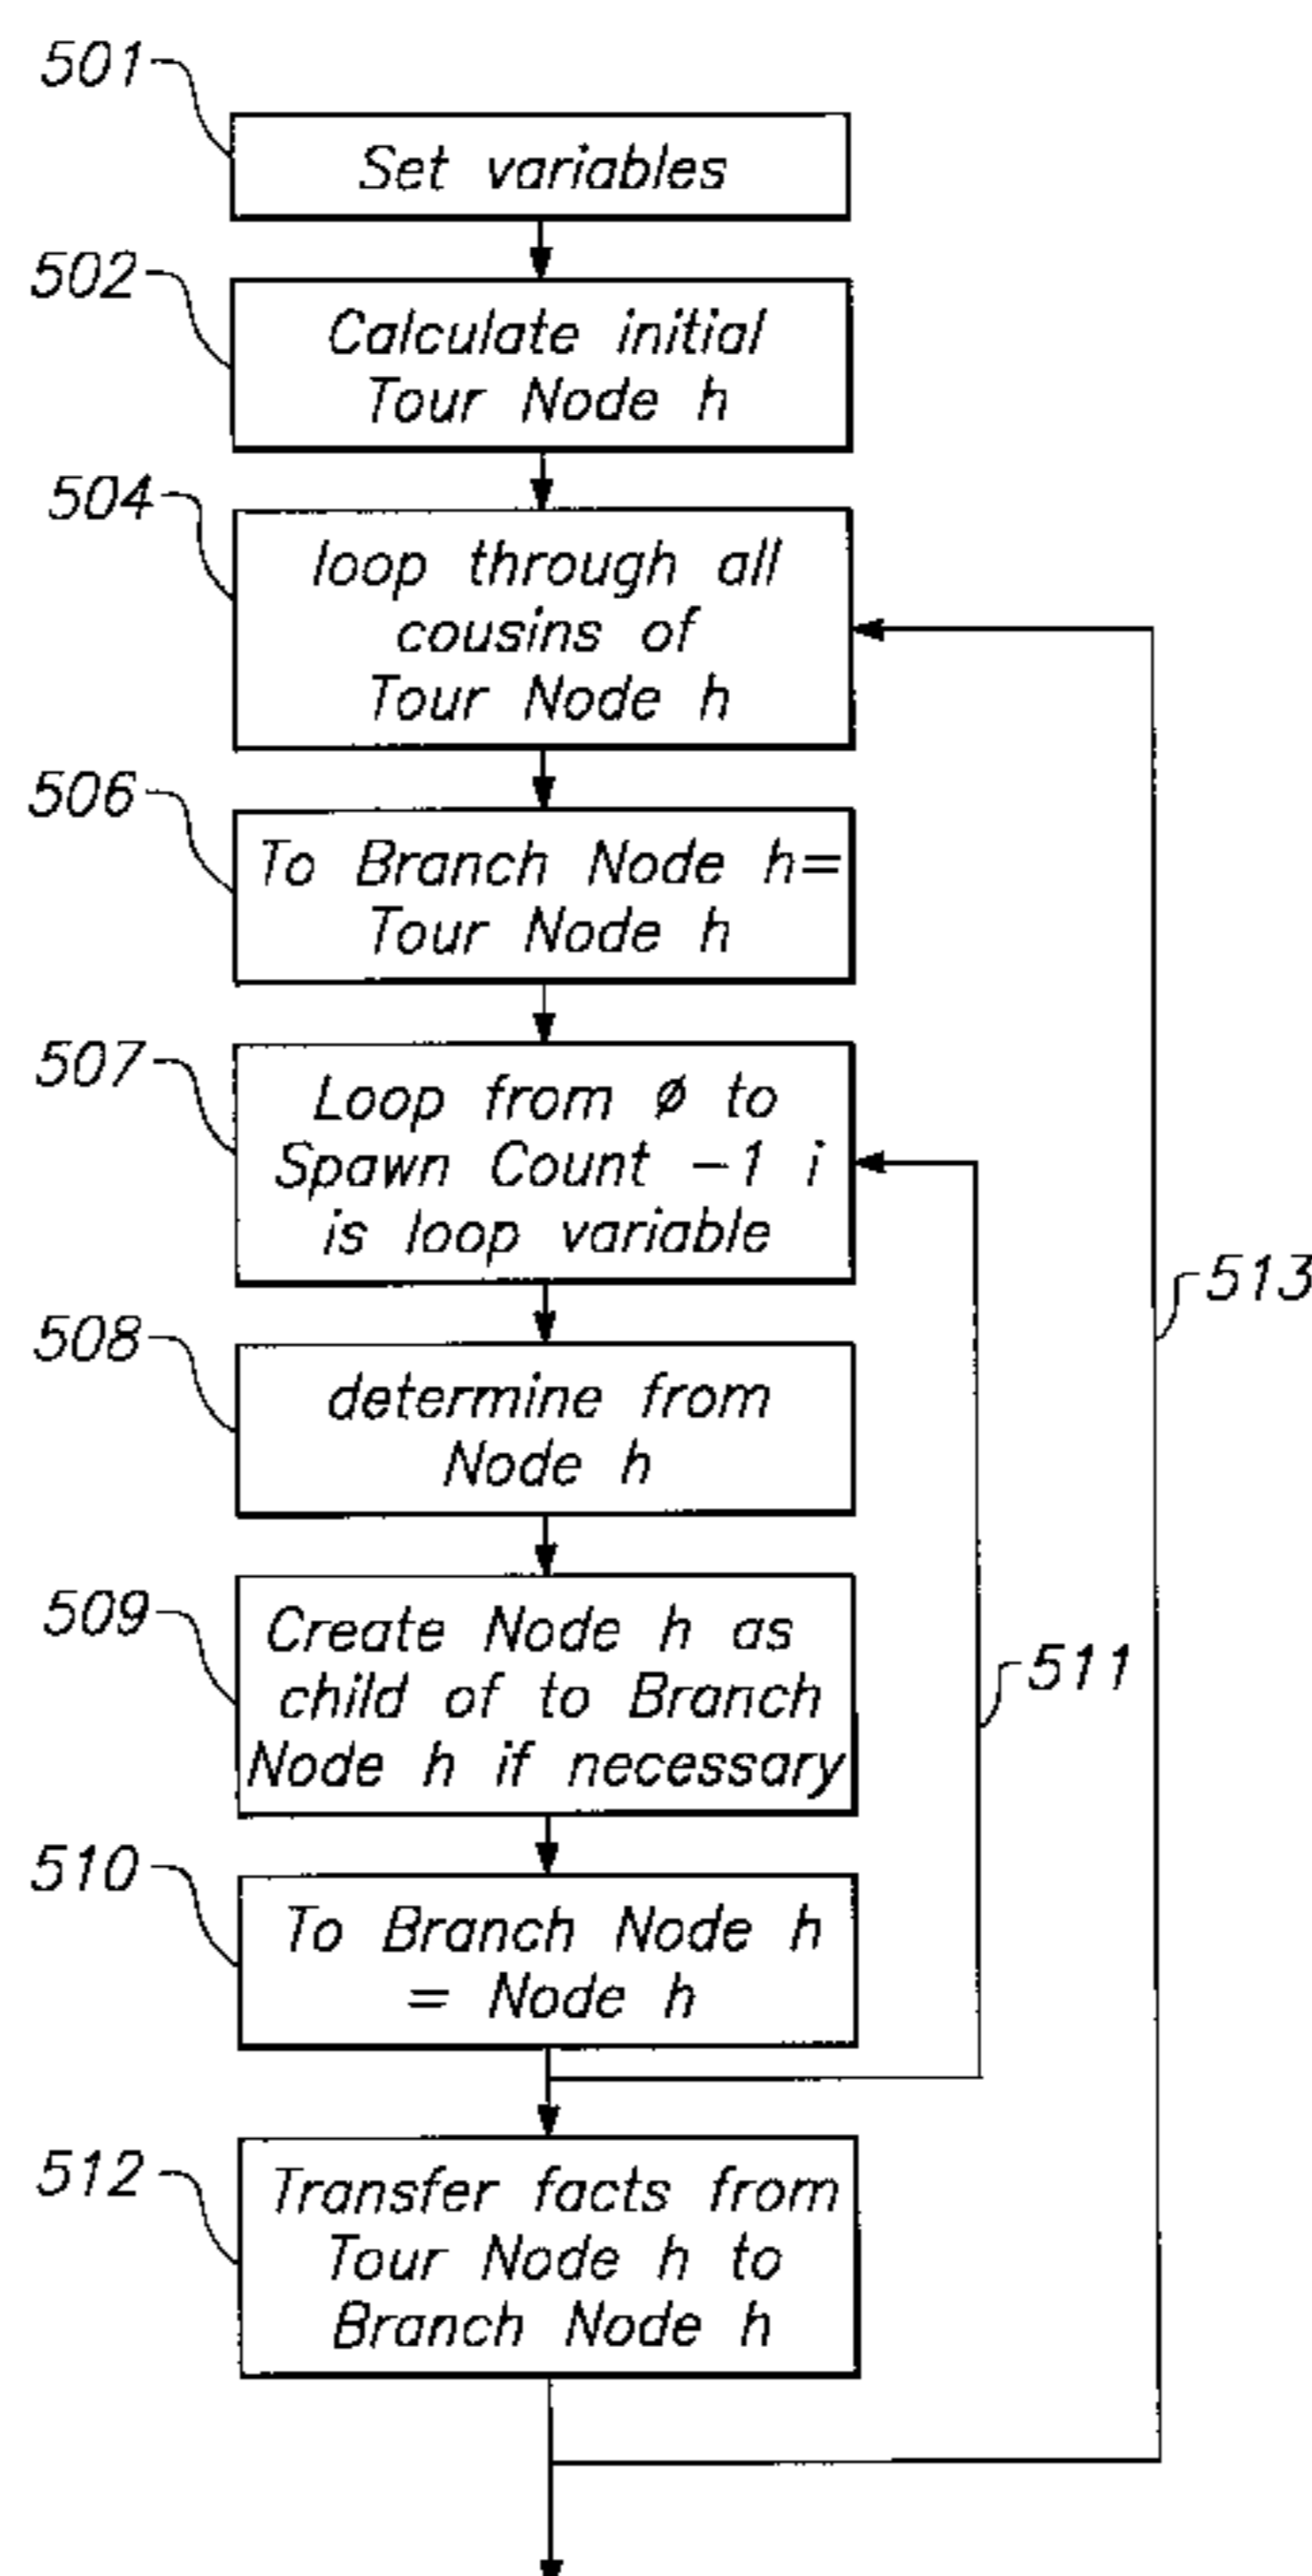 501
Set variables
502
Calculate initial
Tour Node h
504
loop through all
cousins of
Tour Node h
506
To Branch Node h=
Tour Node h
507
Loop from ø to
Spawn Count -1 i
is loop variable
513
508
determine from
Node h
509
Create Node h as
child of to Branch
Node h if necessary
511
510
To Branch Node h
= Node h
512
Transfer facts from
Tour Node h to
Branch Node h